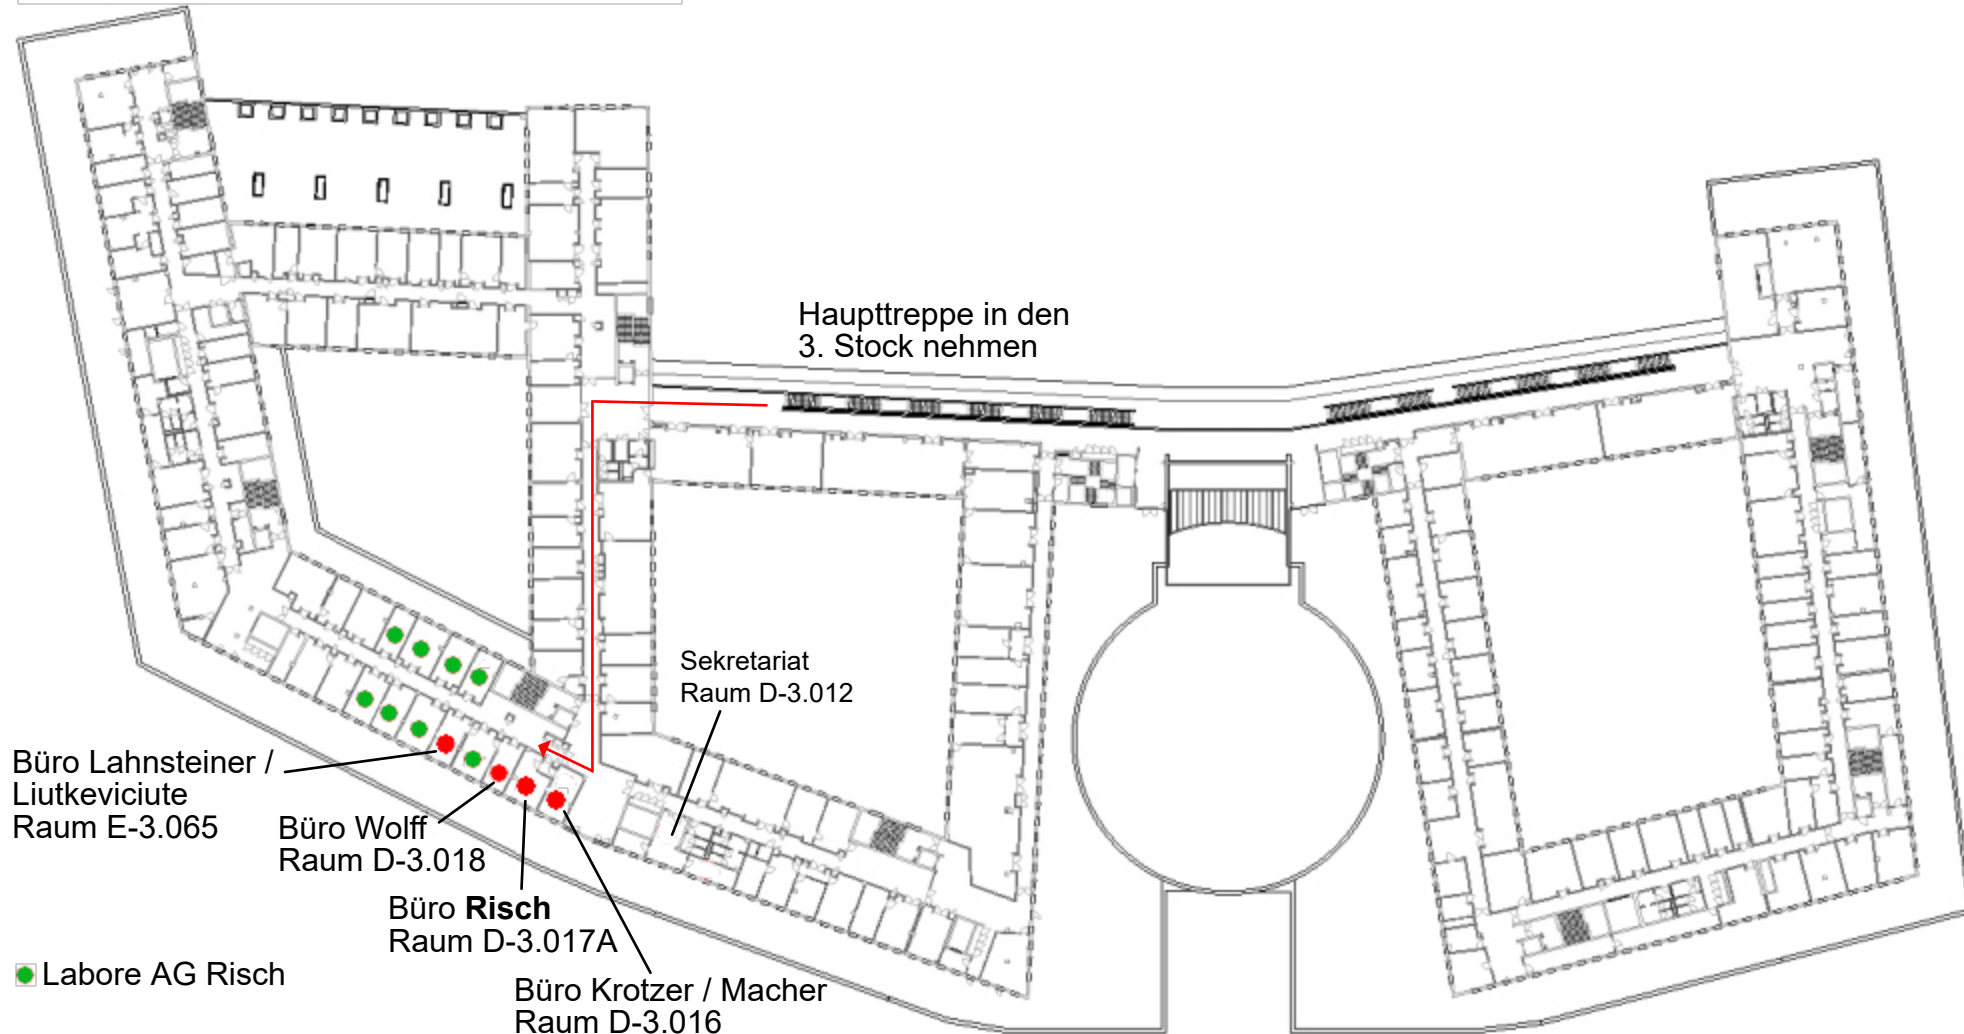 Haupttreppe in den
3. Stock nehmen
Sekretariat
Raum D-3.012
Büro Lahnsteiner /
Liutkeviciute
Raum E-3.065
Büro Wolff
Raum D-3.018
Büro Risch
Raum D-3.017A
Büro Krotzer / Macher
Raum D-3.016
Labore AG Risch